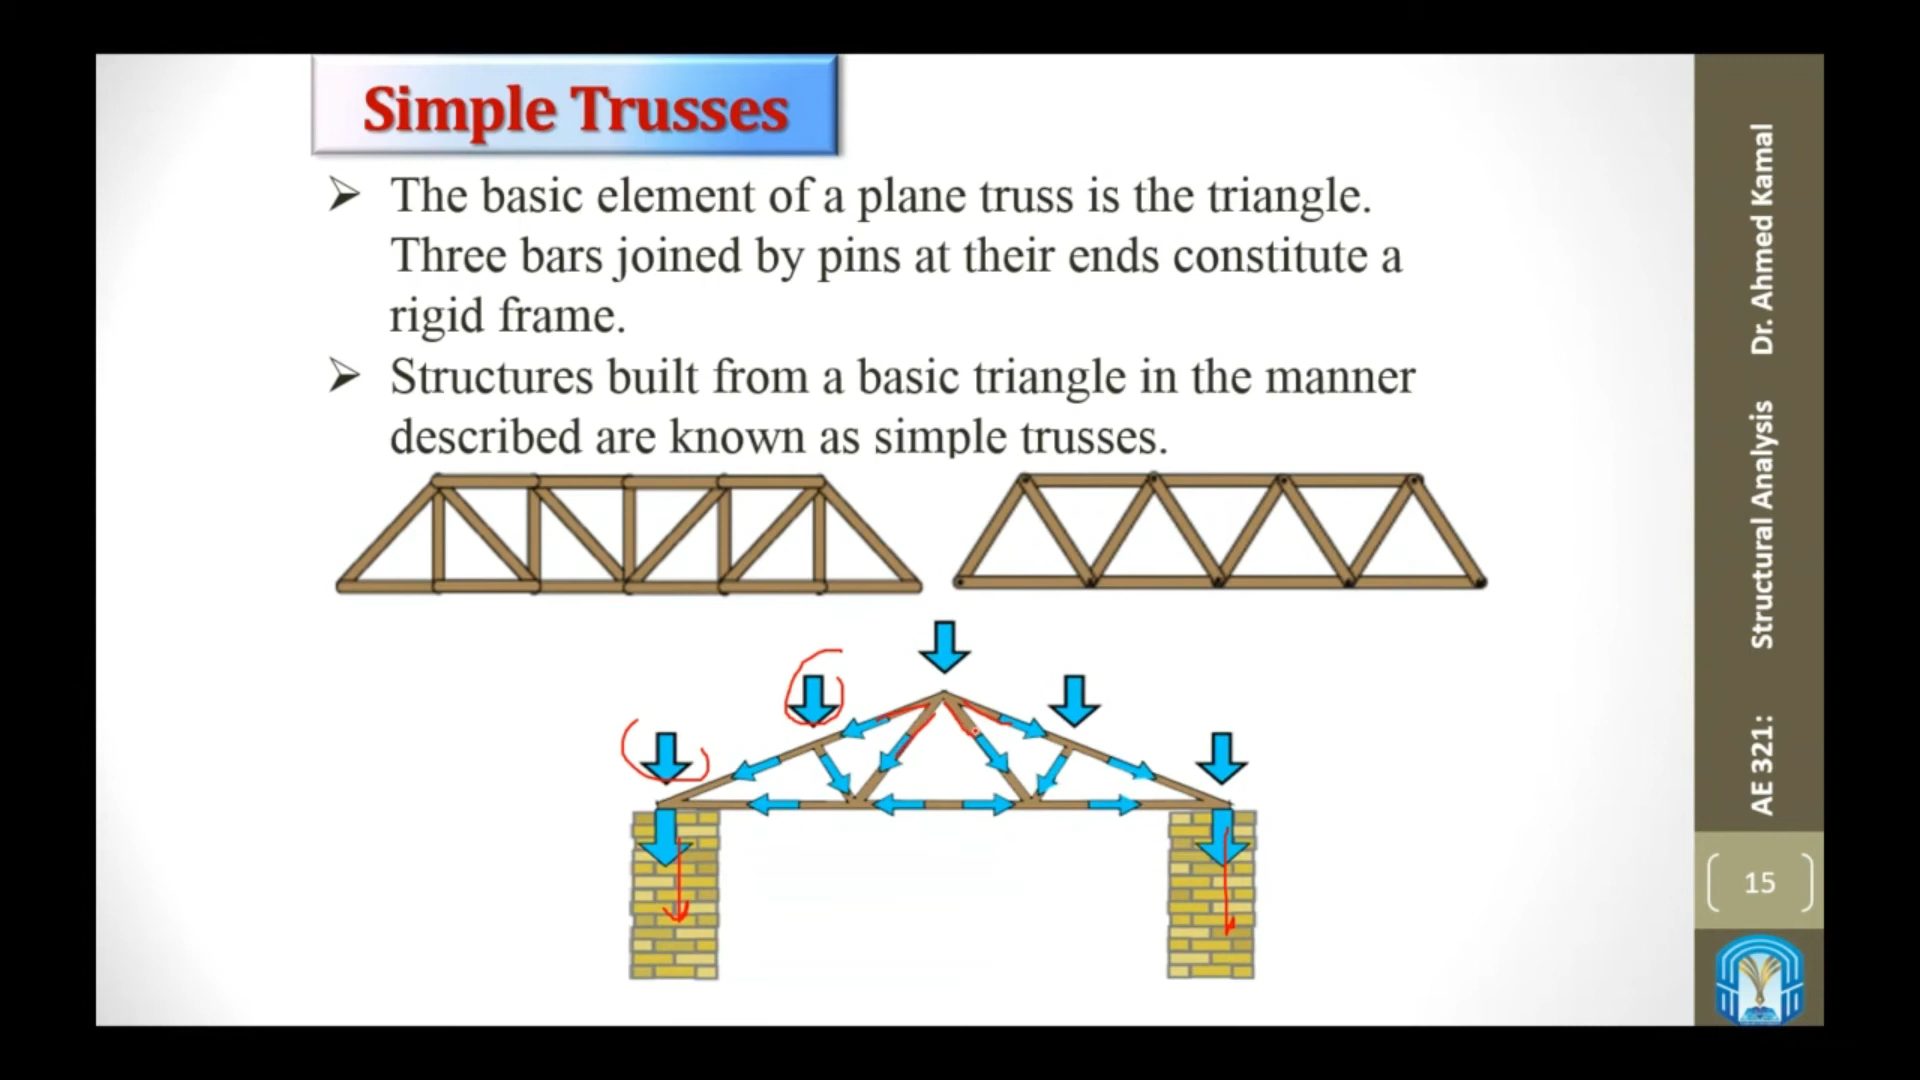 Simple Trusses
➢ The basic element of a plane truss is the triangle.
Three bars joined by pins at their ends constitute a
rigid frame.
➢ Structures built from a basic triangle in the manner
described are known as simple trusses.
AE 321: Structural Analysis Dr. Ahmed Kamal
15